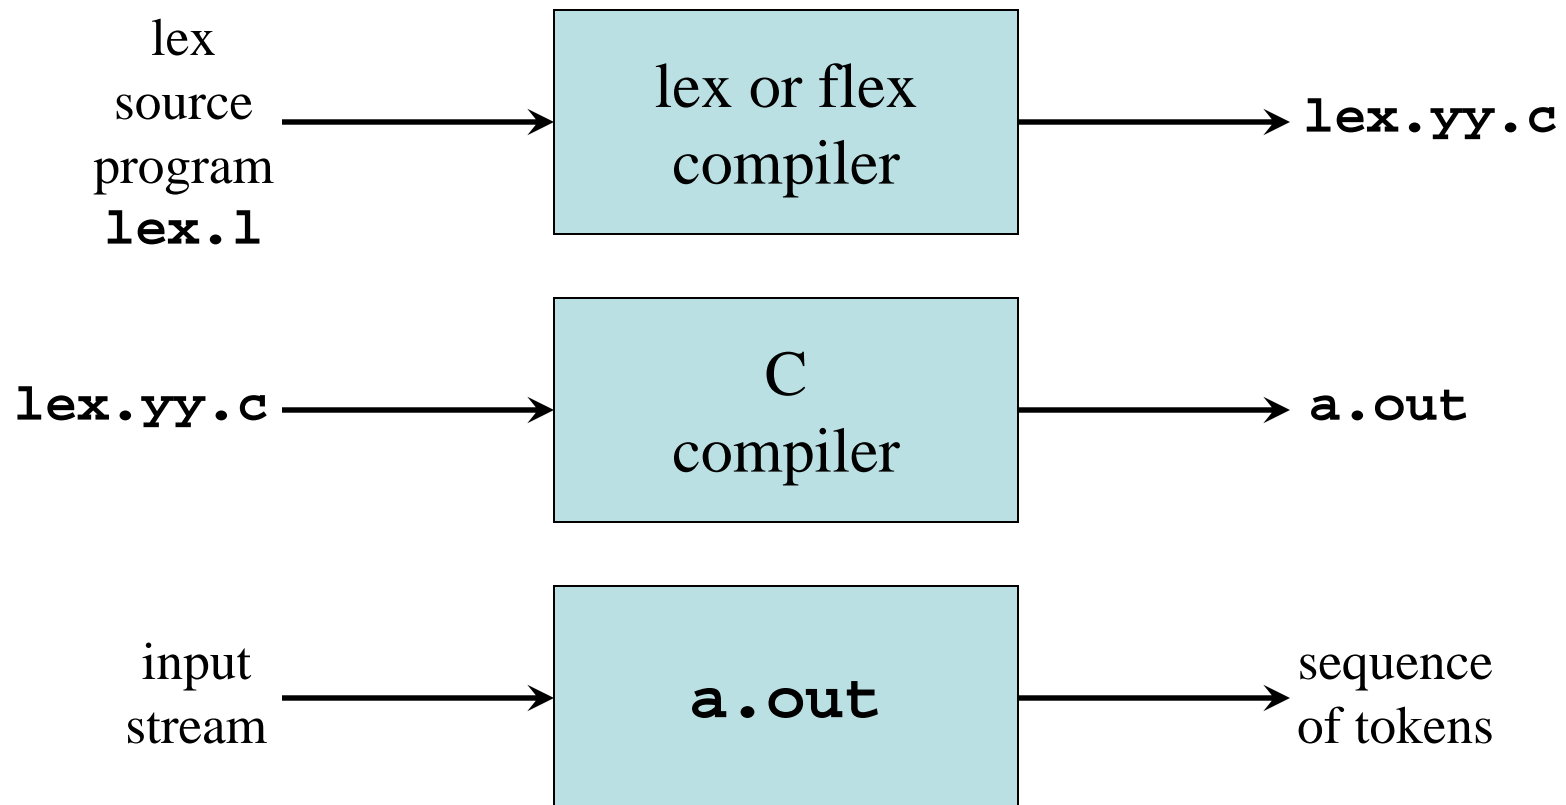 lex
source
program
lex.l
lex or flex
compiler
lex.yy.c
lex.yy.c
C
compiler
a.out
input
stream
a.out
sequence
of tokens